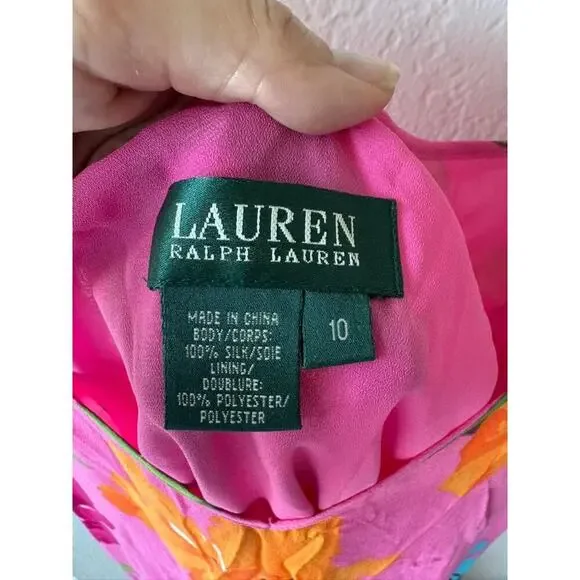 LAUREN
RALPH LAUREN
MADE IN CHINA
BODY/CORPS:
100% SILK/SOIE
LINING/
DOUBLURE:
100% POLYESTER/
POLYESTER
10